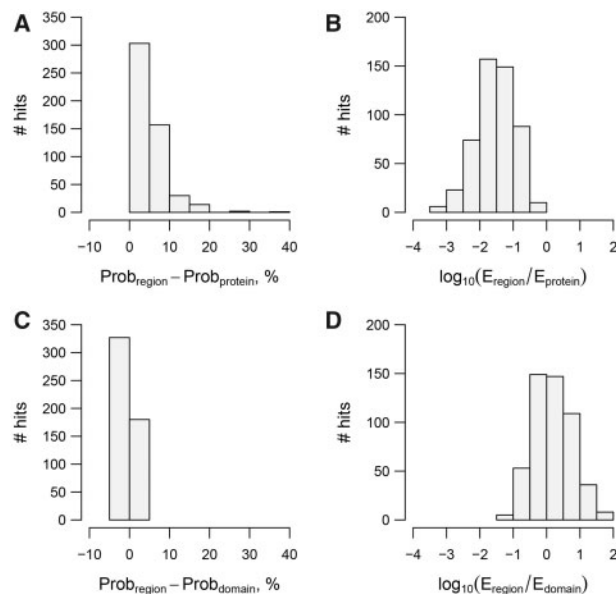 A
B
350
300
250
200
150
100
50
0
# hits
−10 0 10 20 30 40
Prob_region − Prob_protein, %
200
150
100
50
0
# hits
−4 −3 −2 −1 0 1 2
log10(E_region/E_protein)
C
D
350
300
250
200
150
100
50
0
# hits
−10 0 10 20 30 40
Prob_region − Prob_domain, %
200
150
100
50
0
# hits
−4 −3 −2 −1 0 1 2
log10(E_region/E_domain)